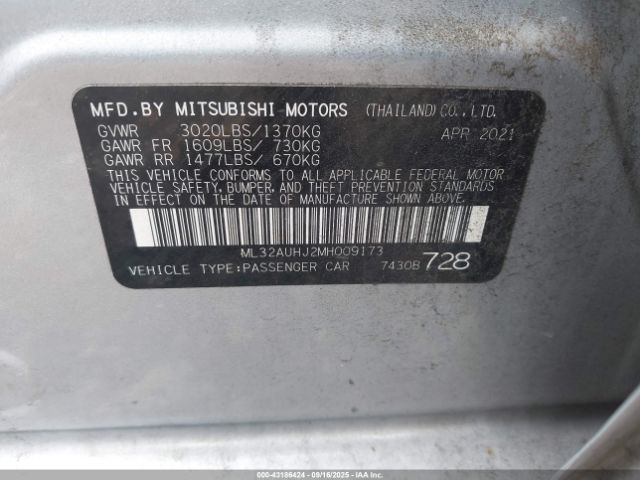 MFD.BY MITSUBISHI MOTORS (THAILAND)CO.,LTD.
GVWR 3020LBS/1370KG APR 2021
GAWR FR 1609LBS/ 730KG
GAWR RR 1477LBS/ 670KG
THIS VEHICLE CONFORMS TO ALL APPLICABLE FEDERAL MOTOR
VEHICLE SAFETY, BUMPER, AND THEFT PREVENTION STANDARDS
IN EFFECT ON THE DATE OF MANUFACTURE SHOWN ABOVE.
ML32AUHJ2MH009173
VEHICLE TYPE:PASSENGER CAR 7430B 728
000-43186424 - 09/16/2025 - © IAA Holdings, LLC